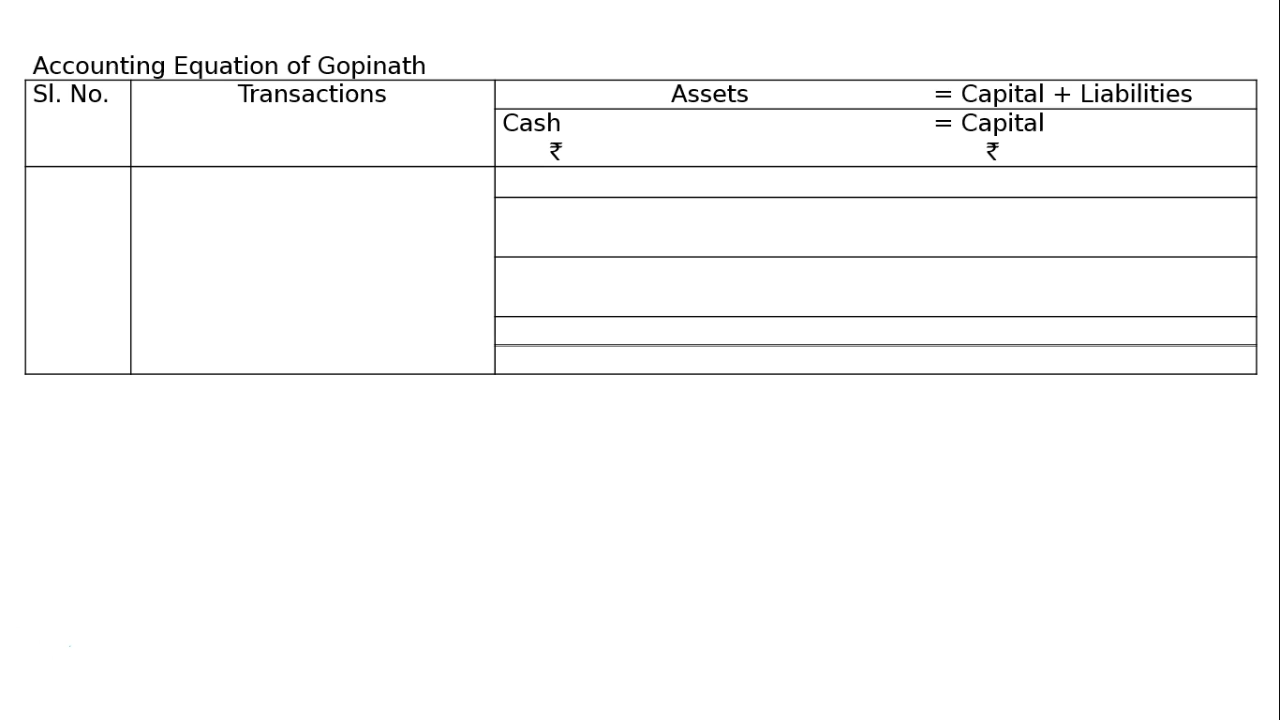 Accounting Equation of Gopinath
Sl. No. Transactions Assets = Capital + Liabilities
Cash = Capital
₹ ₹